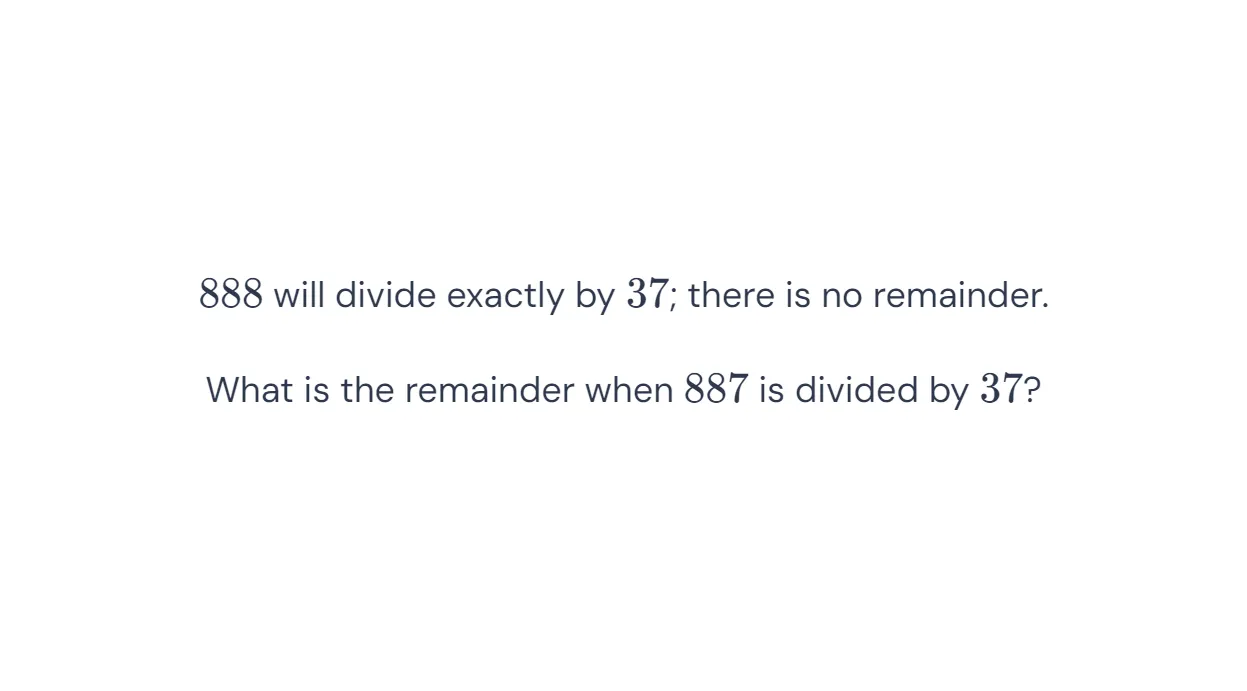 888 will divide exactly by 37; there is no remainder.
What is the remainder when 887 is divided by 37?